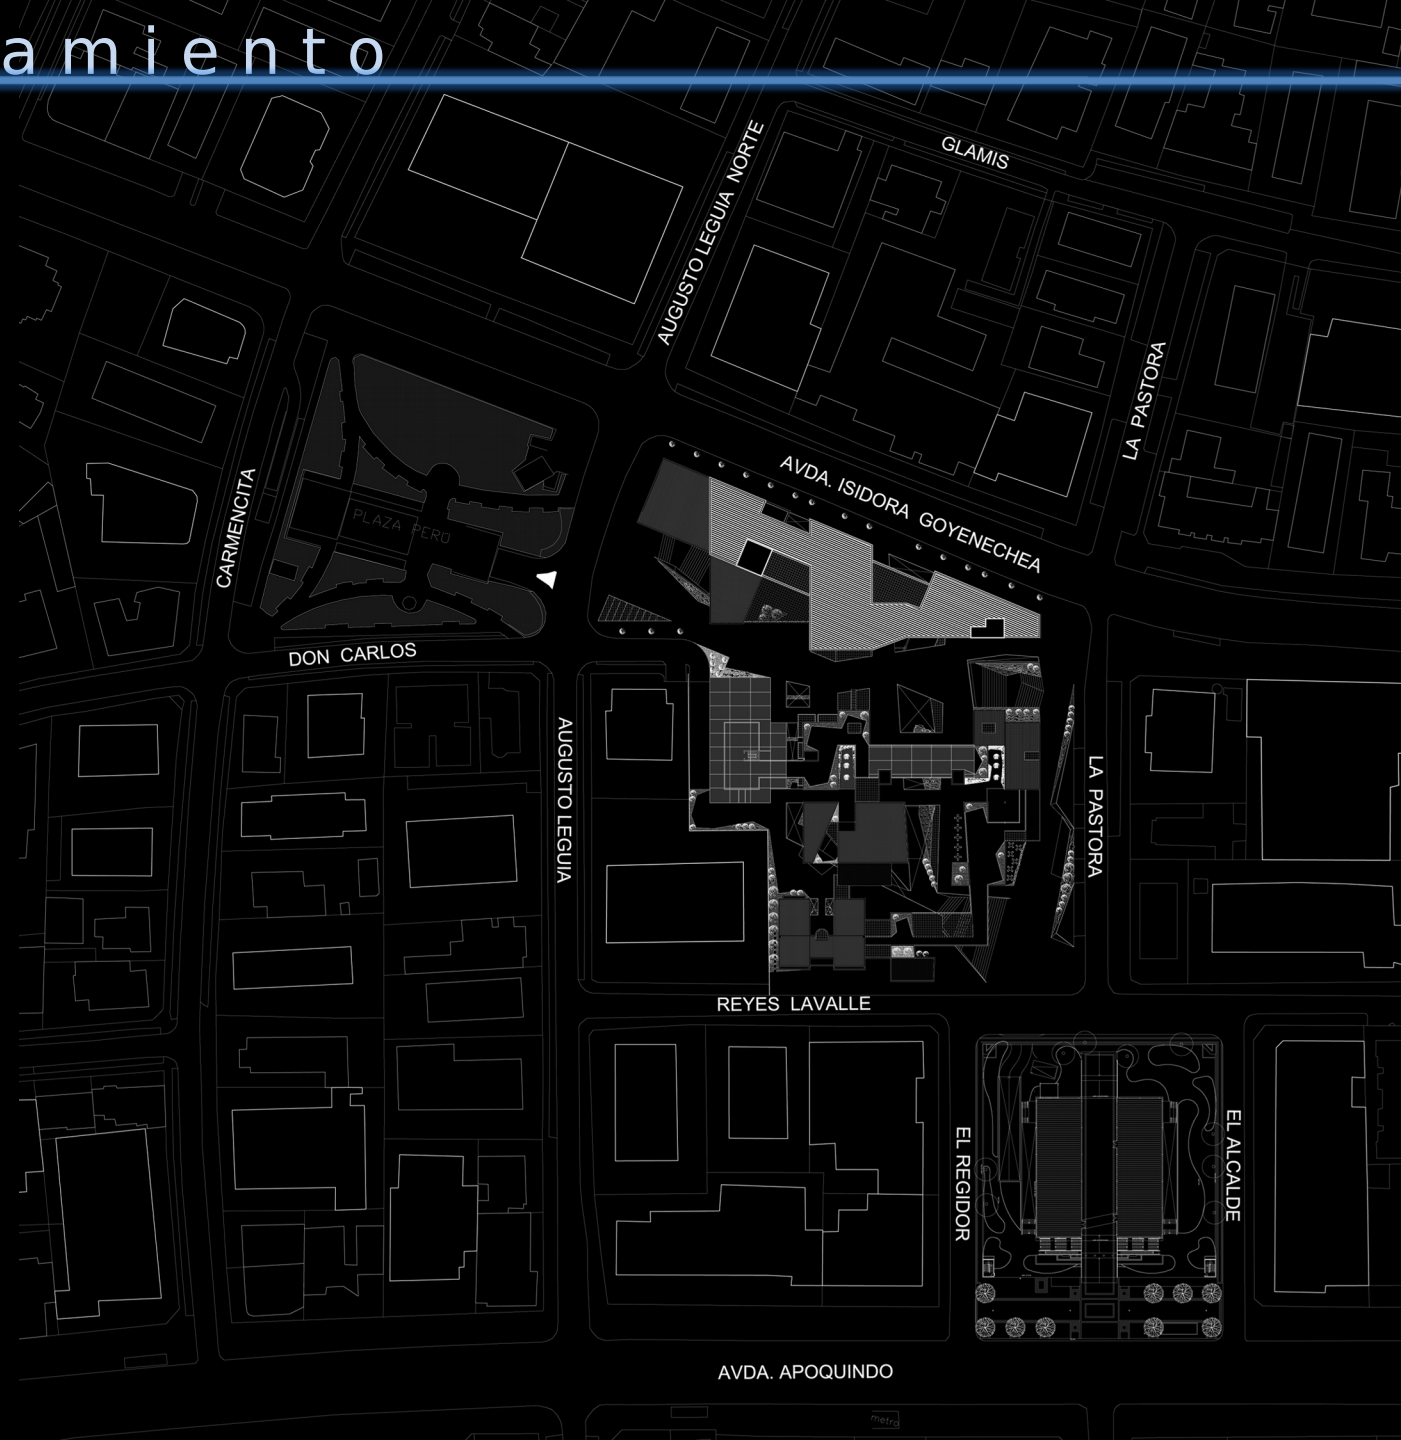 amiento
GLAMIS
AUGUSTO LEGUIA NORTE
LA PASTORA
AVDA. ISIDORA GOYENECHEA
CARMENCITA
PLAZA PERU
DON CARLOS
AUGUSTO LEGUIA
LA PASTORA
REYES LAVALLE
EL REGIDOR
EL ALCALDE
AVDA. APOQUINDO
metro